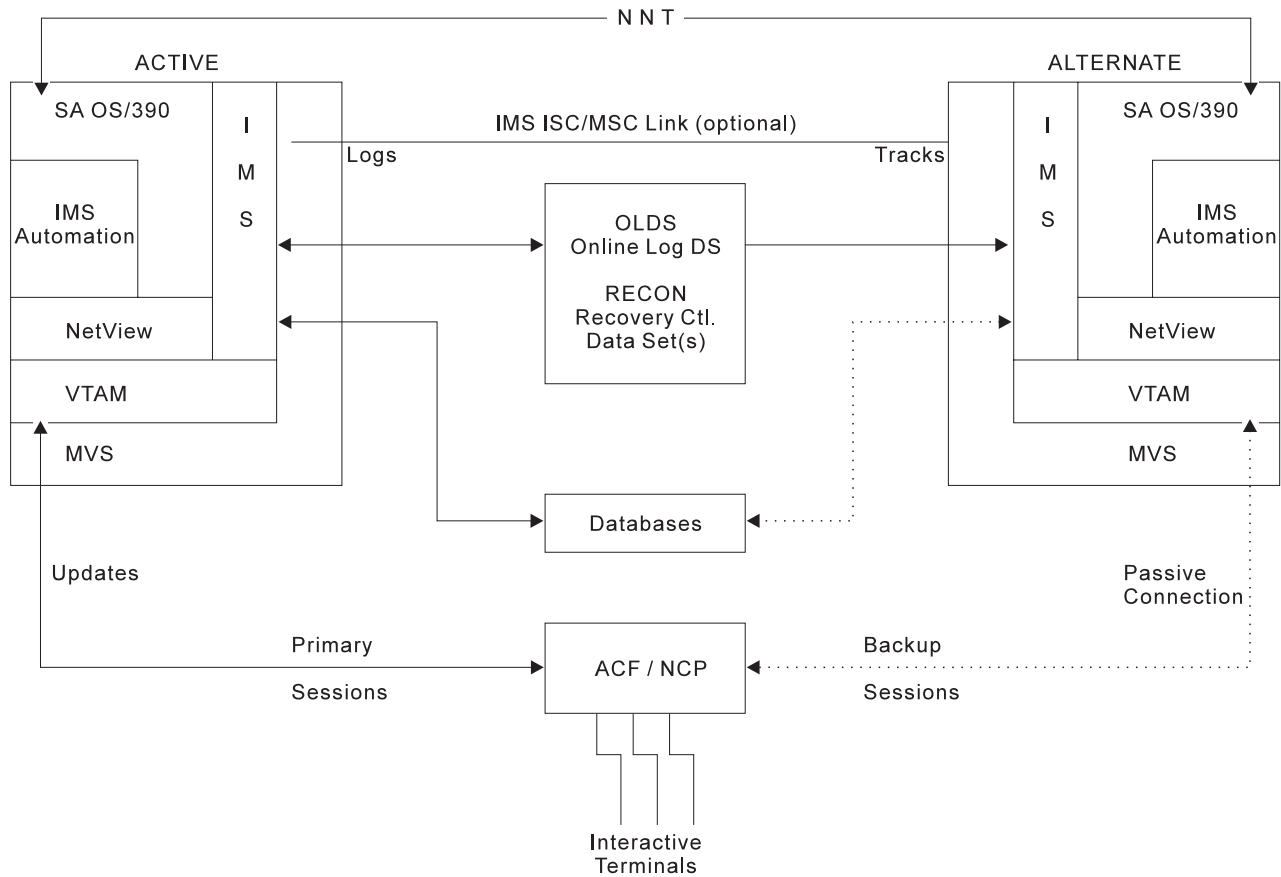 N N T
ACTIVE
ALTERNATE
SA OS/390
I
M
S
IMS ISC/MSC Link (optional)
I
M
S
SA OS/390
Logs
Tracks
IMS
Automation
OLDS
Online Log DS
RECON
Recovery Ctl.
Data Set(s)
IMS
Automation
NetView
NetView
VTAM
VTAM
MVS
MVS
Databases
Updates
Passive
Connection
Primary
Sessions
ACF / NCP
Backup
Sessions
Interactive
Terminals